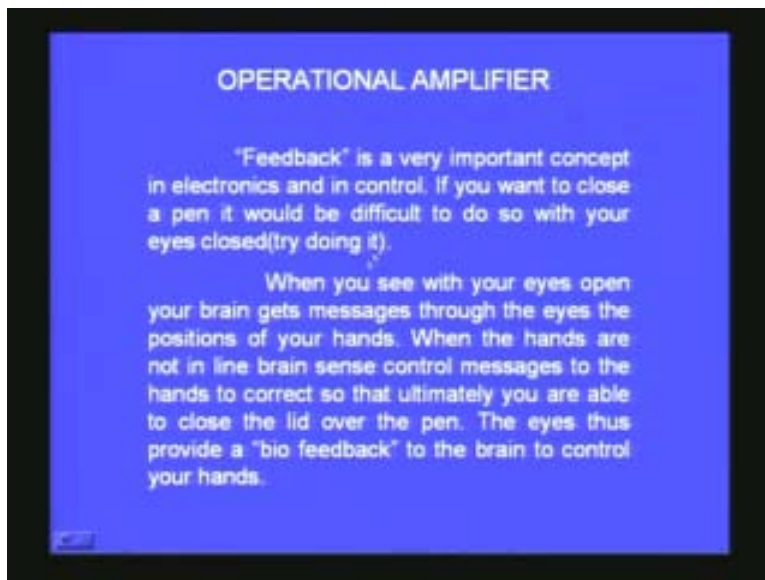 OPERATIONAL AMPLIFIER
"Feedback" is a very important concept
in electronics and in control. If you want to close
a pen it would be difficult to do so with your
eyes closed(try doing it).
When you see with your eyes open
your brain gets messages through the eyes the
positions of your hands. When the hands are
not in line brain sense control messages to the
hands to correct so that ultimately you are able
to close the lid over the pen. The eyes thus
provide a "bio feedback" to the brain to control
your hands.